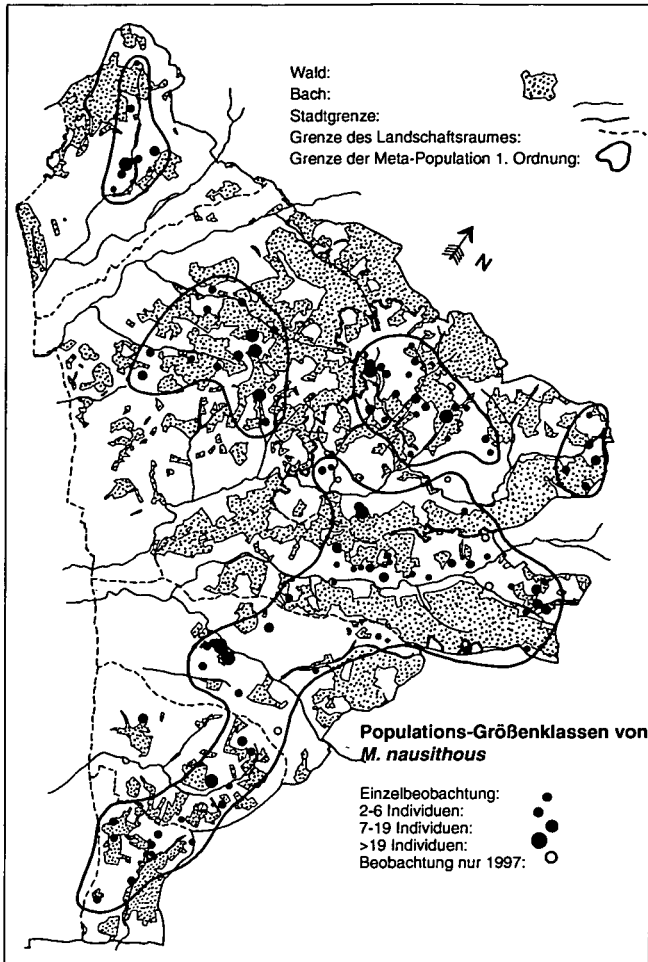 Wald:
Bach:
Stadtgrenze:
Grenze des Landschaftsraumes:
Grenze der Meta-Population 1. Ordnung:
N
Populations-Größenklassen von
M. nausithous
Einzelbeobachtung:
2-6 Individuen:
7-19 Individuen:
>19 Individuen:
Beobachtung nur 1997: